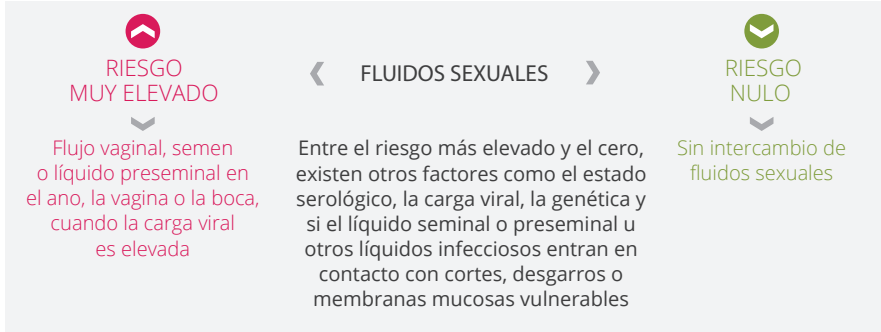 RIESGO
MUY ELEVADO
Flujo vaginal, semen
o líquido preseminal en
el ano, la vagina o la boca,
cuando la carga viral
es elevada
FLUIDOS SEXUALES
Entre el riesgo más elevado y el cero,
existen otros factores como el estado
serológico, la carga viral, la genética y
si el líquido seminal o preseminal u
otros líquidos infecciosos entran en
contacto con cortes, desgarros o
membranas mucosas vulnerables
RIESGO
NULO
Sin intercambio de
fluidos sexuales